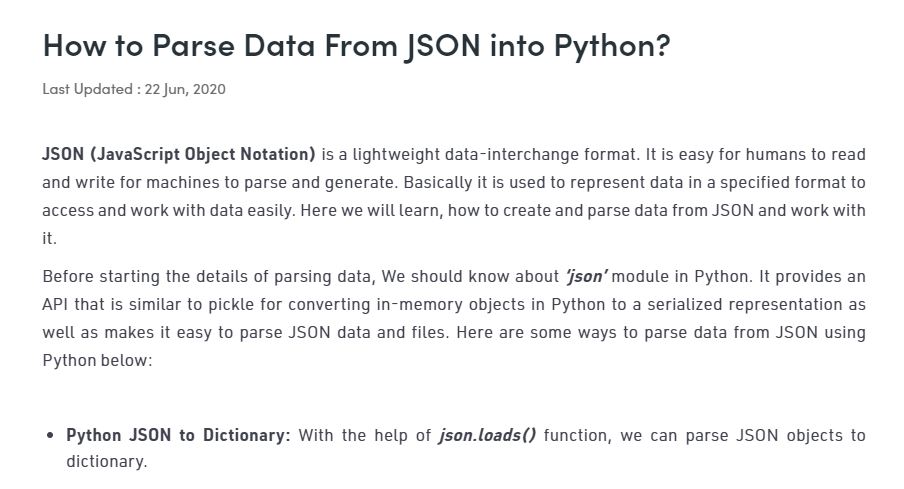 How to Parse Data From JSON into Python?
Last Updated : 22 Jun, 2020
JSON (JavaScript Object Notation) is a lightweight data-interchange format. It is easy for humans to read
and write for machines to parse and generate. Basically it is used to represent data in a specified format to
access and work with data easily. Here we will learn, how to create and parse data from JSON and work with
it.
Before starting the details of parsing data, We should know about ‘json’ module in Python. It provides an
API that is similar to pickle for converting in-memory objects in Python to a serialized representation as
well as makes it easy to parse JSON data and files. Here are some ways to parse data from JSON using
Python below:
• Python JSON to Dictionary: With the help of json.loads() function, we can parse JSON objects to
dictionary.